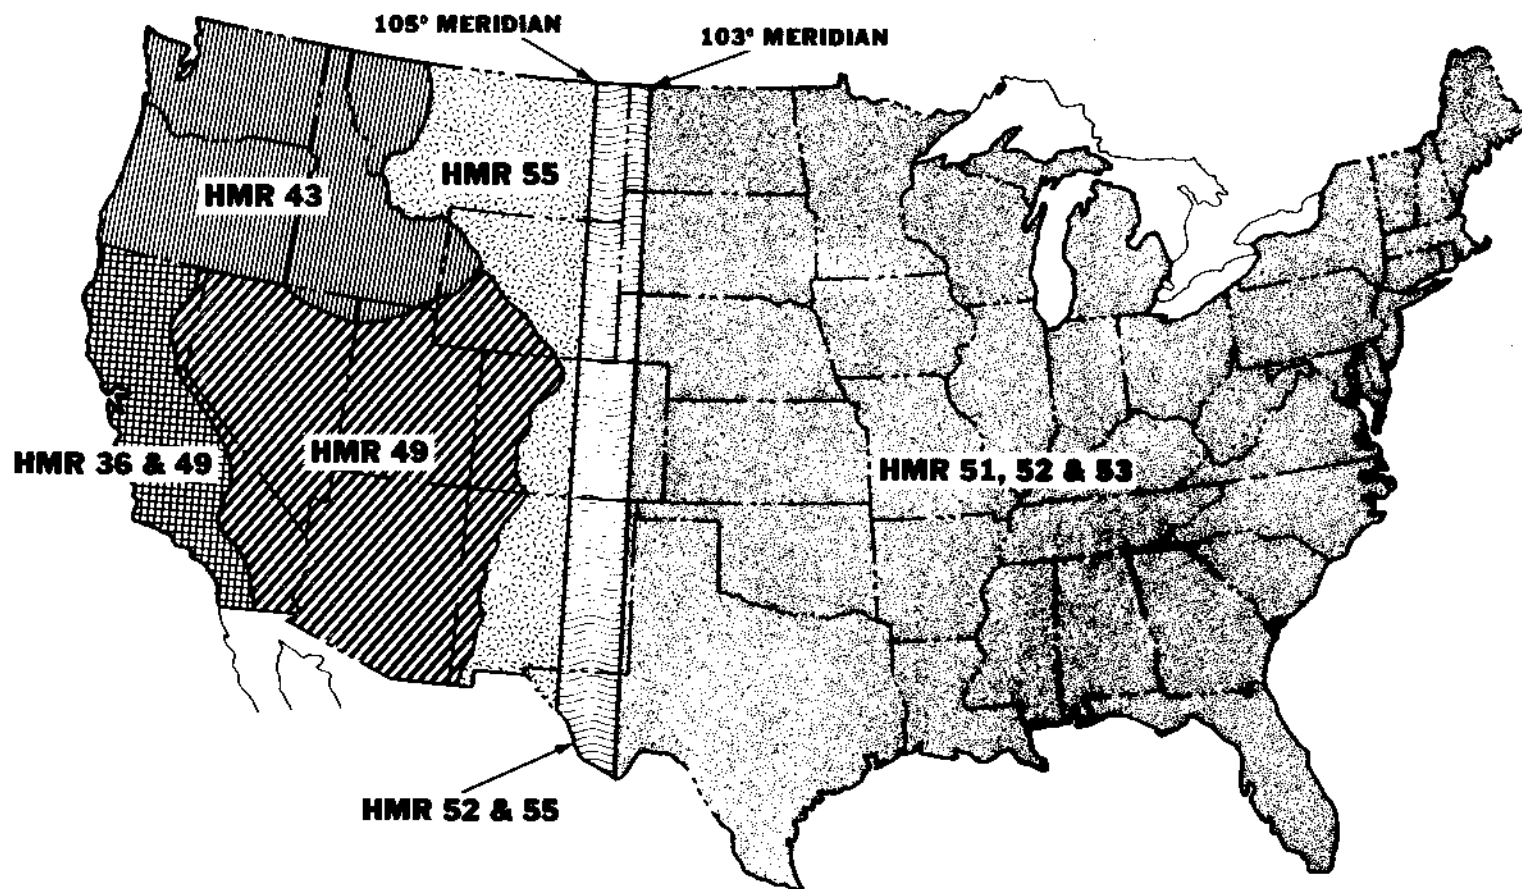 105° MERIDIAN
103° MERIDIAN
HMR 55
HMR 43
HMR 49
HMR 36 & 49
HMR 51, 52 & 53
HMR 52 & 55